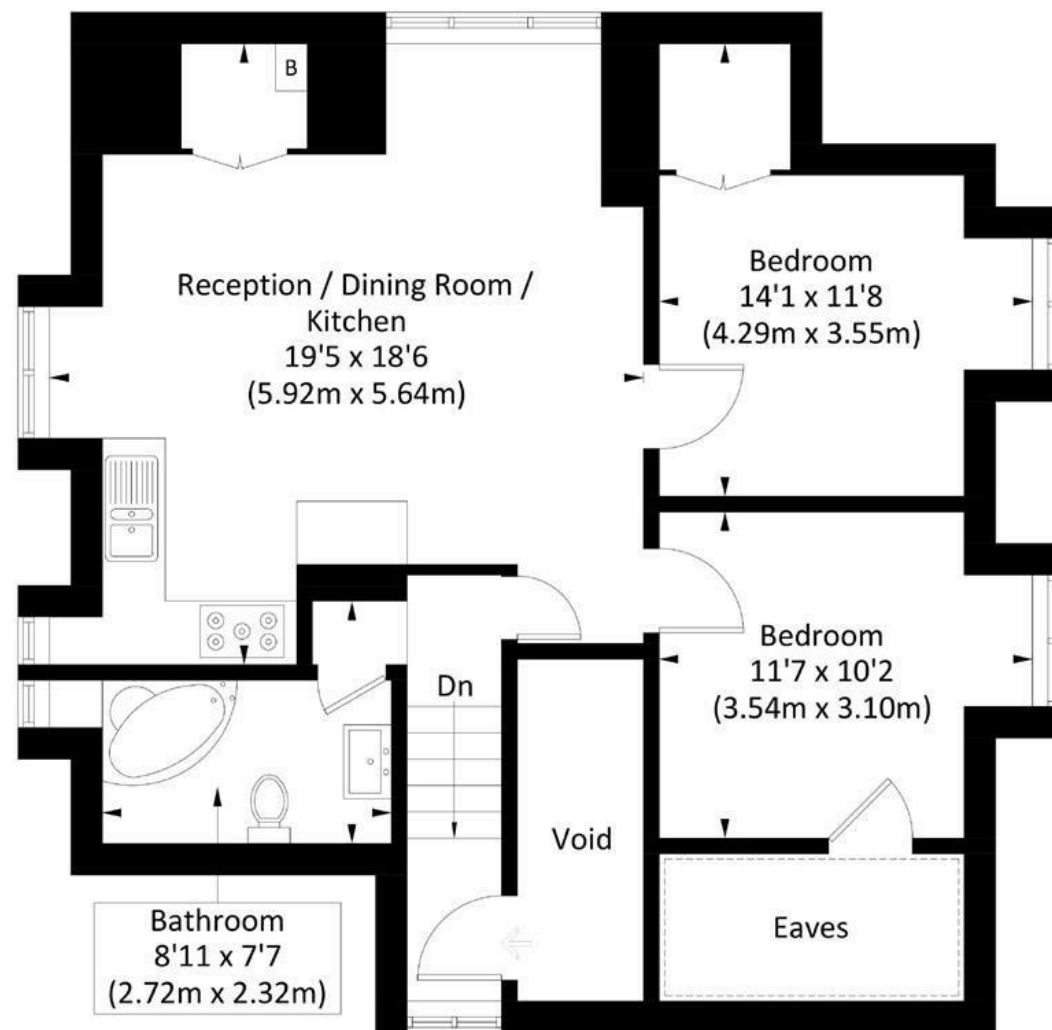 B
Reception / Dining Room /
Kitchen
19'5 x 18'6
(5.92m x 5.64m)
Bedroom
14'1 x 11'8
(4.29m x 3.55m)
Bedroom
11'7 x 10'2
(3.54m x 3.10m)
Dn
Void
Eaves
Bathroom
8'11 x 7'7
(2.72m x 2.32m)